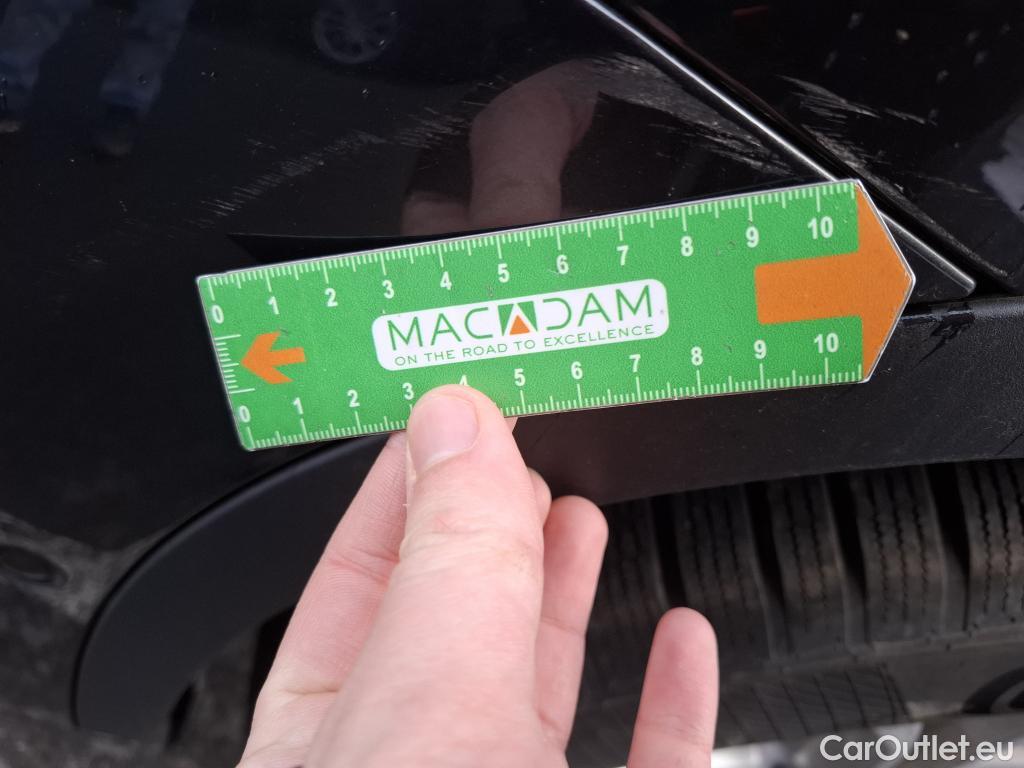 0 1 2 3 4 5 6 7 8 9 10
MACADAM
ON THE ROAD TO EXCELLENCE
0 1 2 3 4 5 6 7 8 9 10
CarOutlet.eu